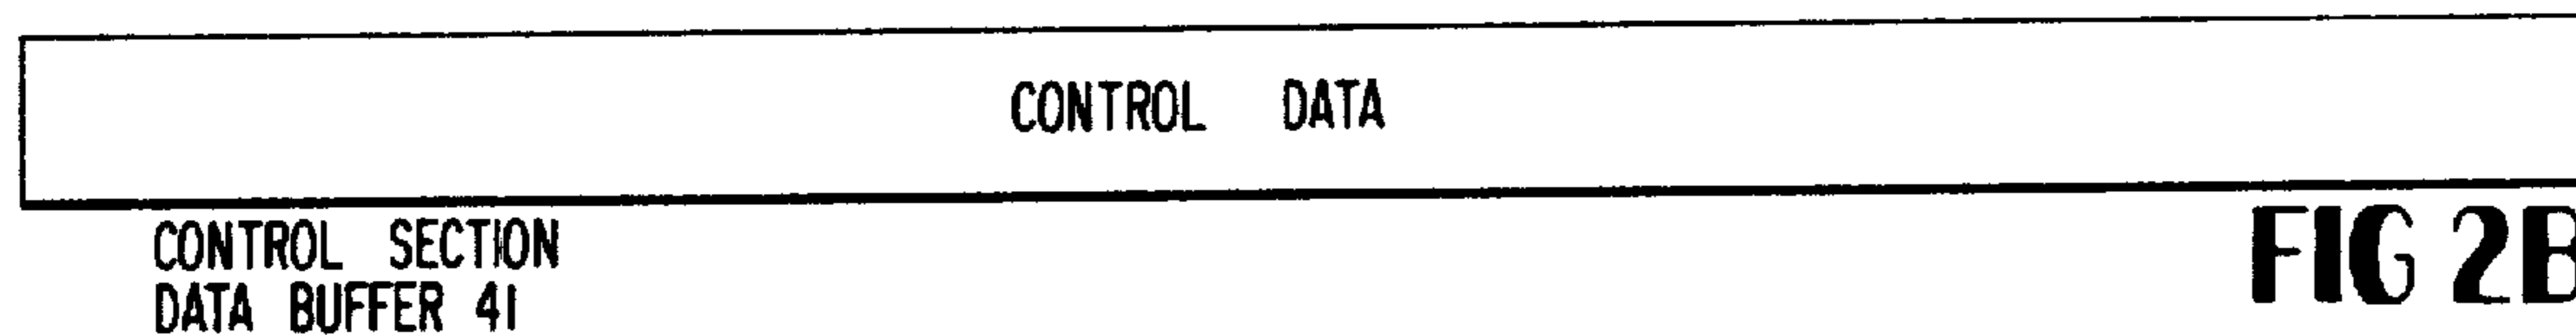 CONTROL DATA
CONTROL SECTION
DATA BUFFER 41
FIG 2B